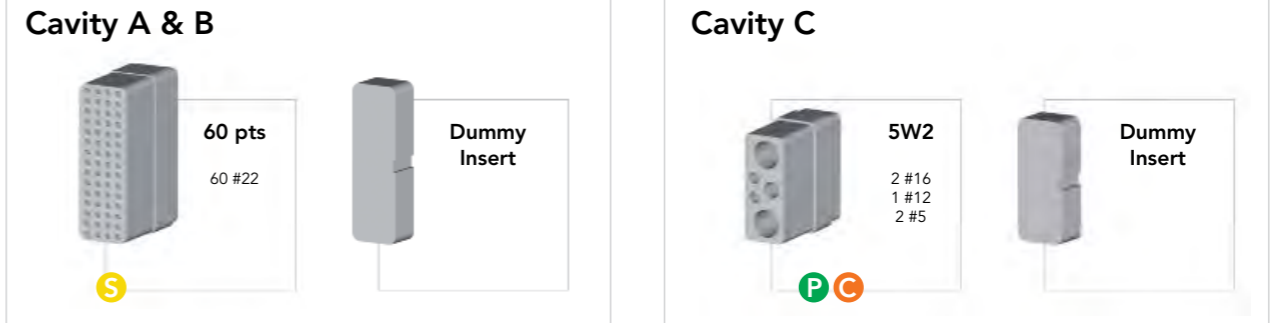 Cavity A & B
60 pts
60 #22
S
Dummy
Insert
Cavity C
5W2
2 #16
1 #12
2 #5
P C
Dummy
Insert